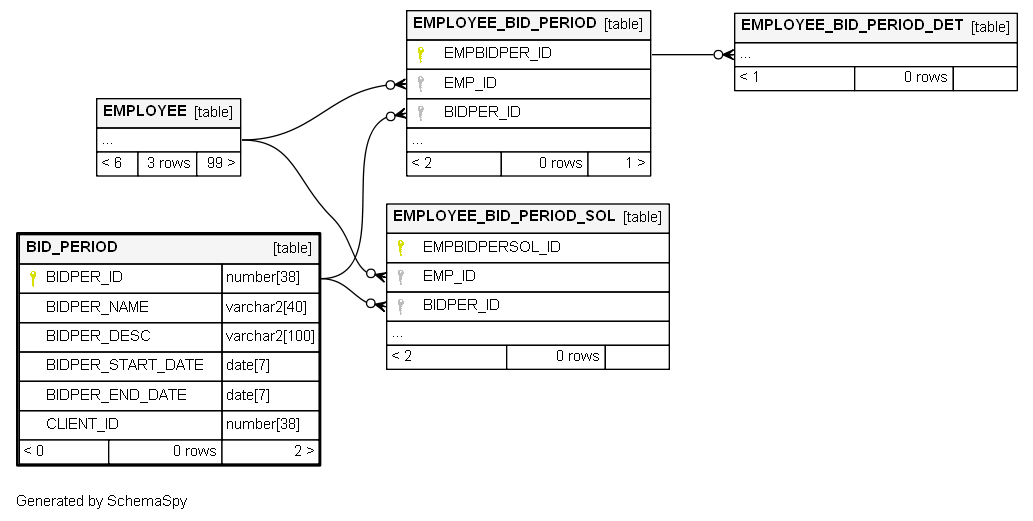 EMPLOYEE_BID_PERIOD [table]
EMPBIDPER_ID
EMP_ID
BIDPER_ID
...
< 2 0 rows 1 >
EMPLOYEE_BID_PERIOD_DET [table]
...
< 1 0 rows
EMPLOYEE [table]
...
< 6 3 rows 99 >
EMPLOYEE_BID_PERIOD_SOL [table]
EMPBIDPERSOL_ID
EMP_ID
BIDPER_ID
...
< 2 0 rows
BID_PERIOD [table]
BIDPER_ID number[38]
BIDPER_NAME varchar2[40]
BIDPER_DESC varchar2[100]
BIDPER_START_DATE date[7]
BIDPER_END_DATE date[7]
CLIENT_ID number[38]
< 0 0 rows 2 >
Generated by SchemaSpy